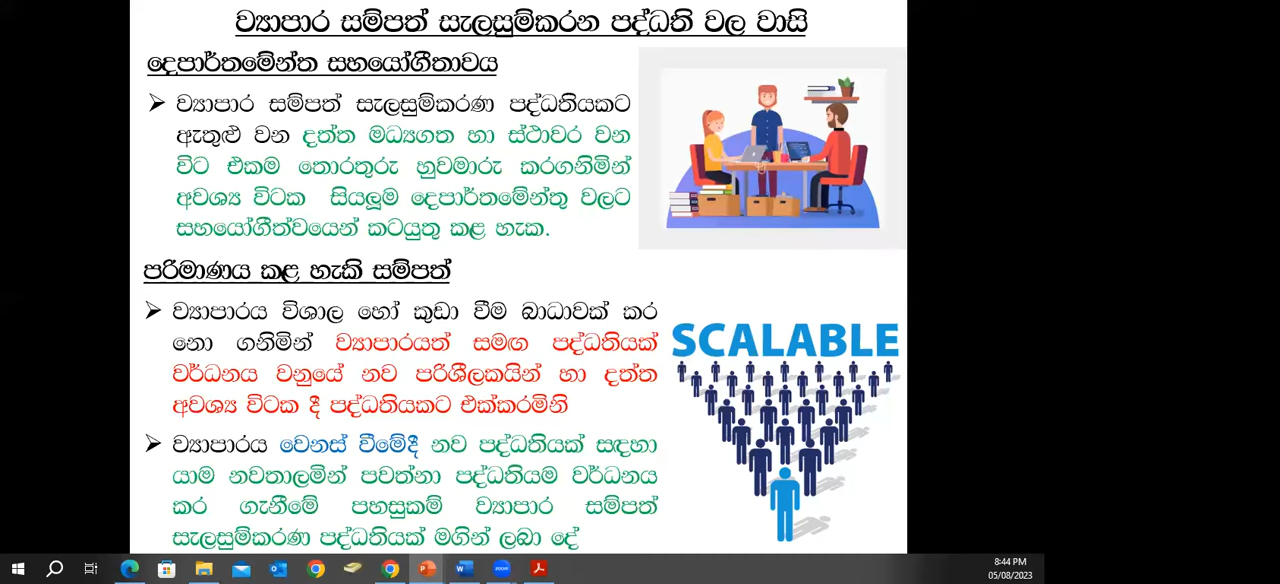 ව්‍යාපාර සම්පත් සැලසුම්කරන පද්ධති වල වාසි
දෙපාර්තමේන්ත සහයෝගීතාවය
➢ ව්‍යාපාර සම්පත් සැලසුම්කරණ පද්ධතියකට
ඇතුළු වන දත්ත මධ්‍යගත හා ස්ථාවර වන
විට එකම තොරතුරු හුවමාරු කරගනිමින්
අවශ්‍ය විටක සියලුම දෙපාර්තමේන්තු වලට
සහයෝගීත්වයෙන් කටයුතු කළ හැක.
පරිමාණය කළ හැකි සම්පත්
➢ ව්‍යාපාරය විශාල හෝ කුඩා වීම බාධාවක් කර
නො ගනිමින් ව්‍යාපාරයත් සමඟ පද්ධතියක්
වර්ධනය වනුයේ නව පරිශීලකයින් හා දත්ත
අවශ්‍ය විටක දී පද්ධතියකට එක්කරමිනි
SCALABLE
➢ ව්‍යාපාරය වෙනස් වීමේදී නව පද්ධතියක් සඳහා
යාම නවතාලමින් පවත්නා පද්ධතියම වර්ධනය
කර ගැනීමේ පහසුකම් ව්‍යාපාර සම්පත්
සැලසුම්කරණ පද්ධතියක් මගින් ලබා දේ
8:44 PM
05/08/2023